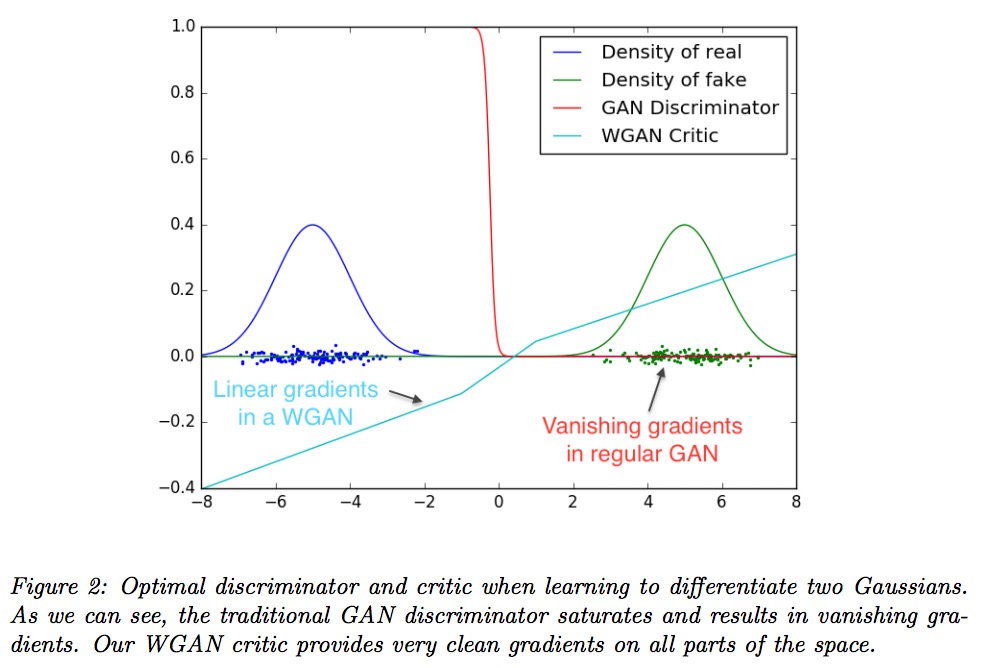 1.0
0.8
0.6
0.4
0.2
0.0
−0.2
−0.4
−8
−6
−4
−2
0
2
4
6
8
Density of real
Density of fake
GAN Discriminator
WGAN Critic
Linear gradients
in a WGAN
Vanishing gradients
in regular GAN
Figure 2: Optimal discriminator and critic when learning to differentiate two Gaussians.
As we can see, the traditional GAN discriminator saturates and results in vanishing gra-
dients. Our WGAN critic provides very clean gradients on all parts of the space.